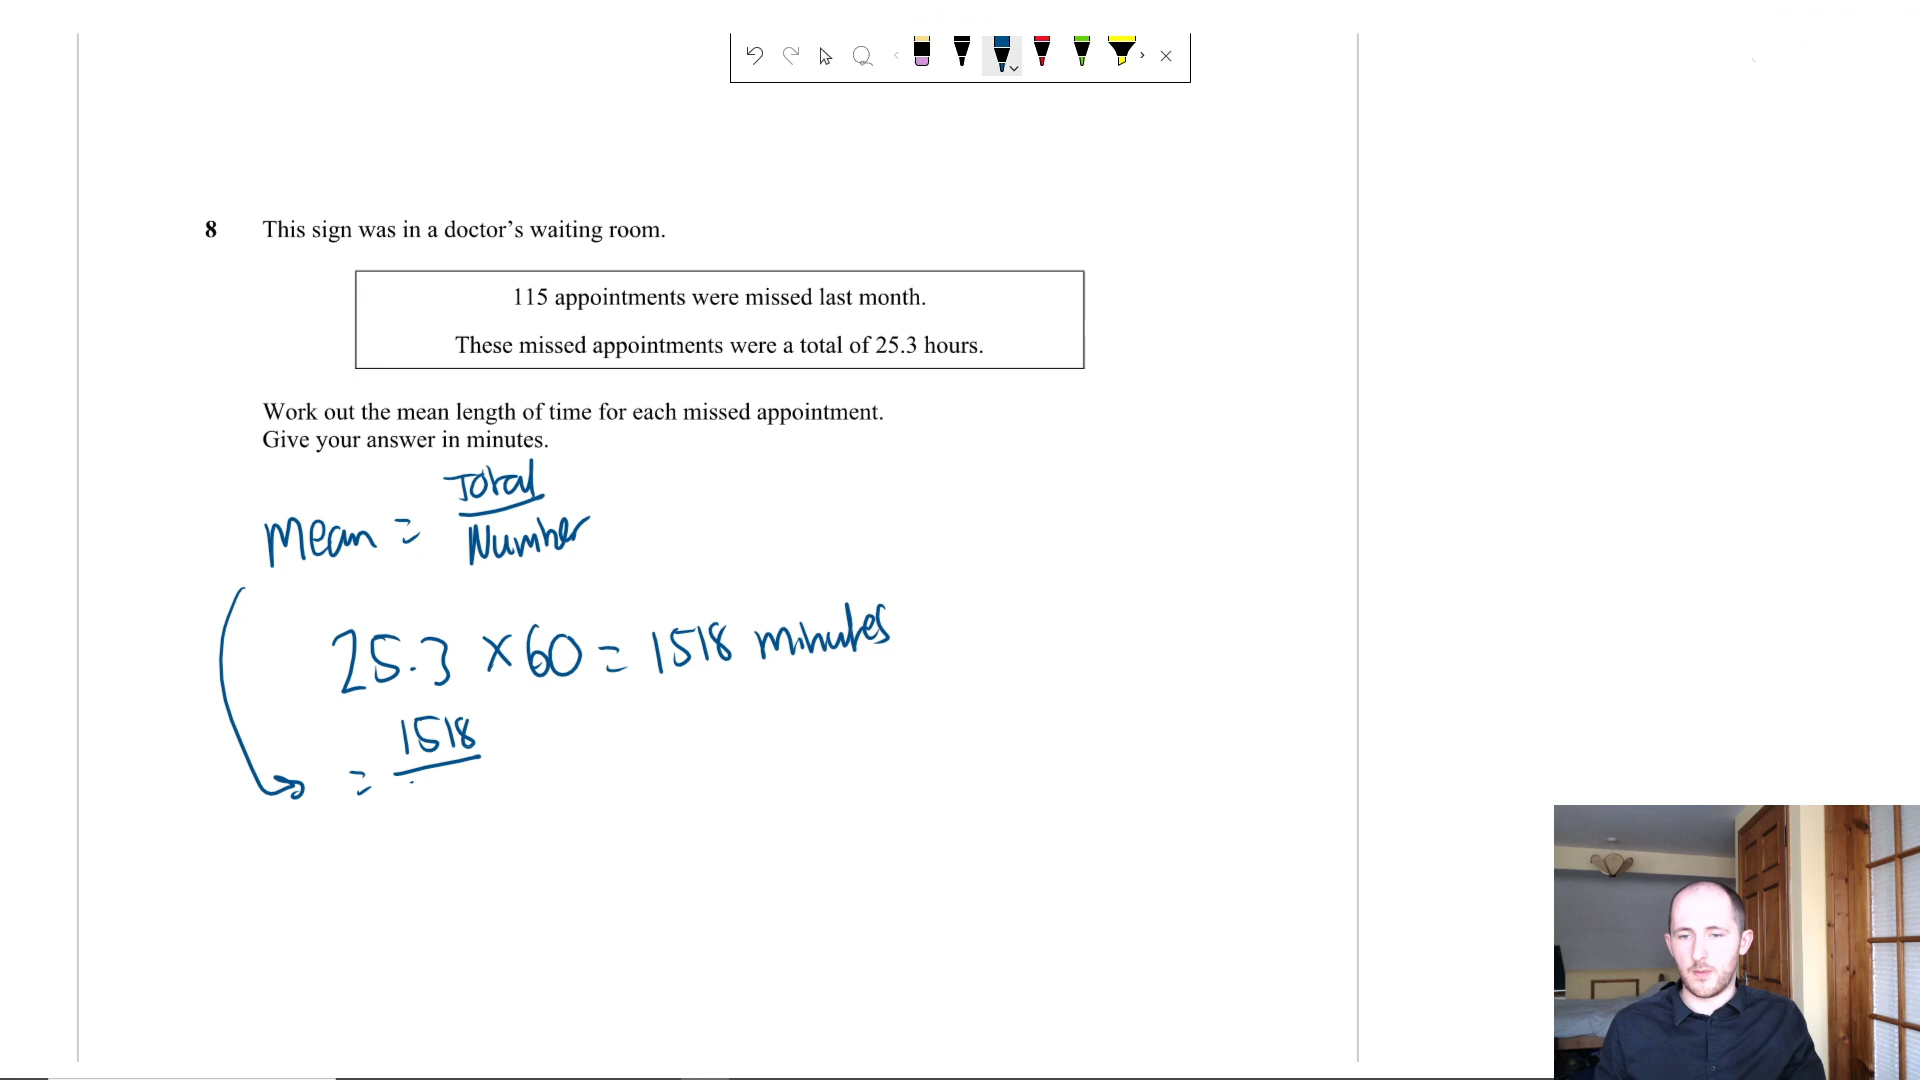 8 This sign was in a doctor’s waiting room.
115 appointments were missed last month.
These missed appointments were a total of 25.3 hours.
Work out the mean length of time for each missed appointment.
Give your answer in minutes.
Mean = Total
Number
25.3 × 60 = 1518 minutes
= 1518